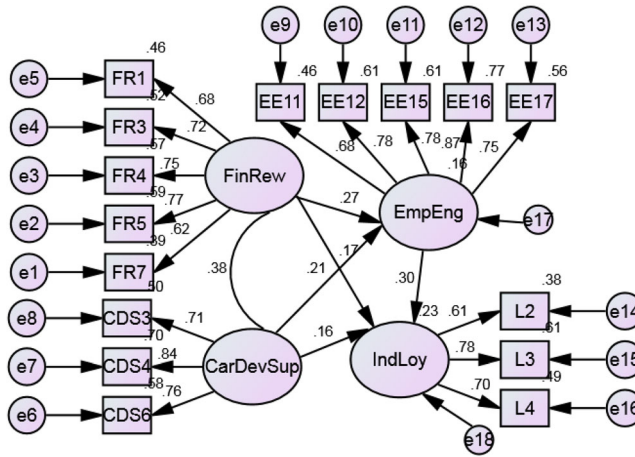 e9 e10 e11 e12 e13
.46 .46 .61 .61 .77 .56
e5 FR1 EE11 EE12 EE15 EE16 EE17
.52 .68
e4 FR3 .72 .68 .78 .78 .87 .75
.57 .16
e3 FR4 .75 FinRew EmpEng
.59 .77 .27 e17
e2 FR5 .62 .17
.39 .38 .21 .30
e1 FR7
.50 .38
e8 CDS3 .71 .16 .23 .61 L2 e14
.70 .61
e7 CDS4 .84 CarDevSup IndLoy .78 L3 e15
.58 .76 .70 .49
e6 CDS6 L4 e16
e18